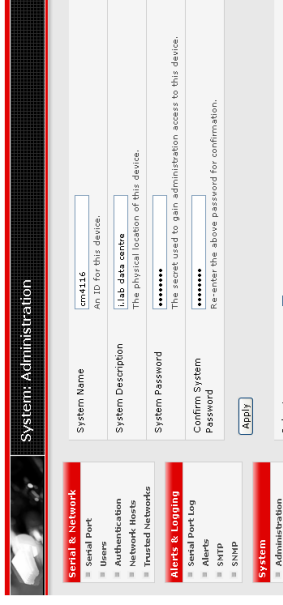 System: Administration
Serial & Network
Serial Port
Users
Authentication
Network Hosts
Trusted Networks
Alerts & Logging
Serial Port Log
Alerts
SMTP
SNMP
System
Administration
System Name
cm4116
An ID for this device.
System Description
i.lab data centre
The physical location of this device.
System Password
••••••••
The secret used to gain administration access to this device.
Confirm System
Password
••••••••
Re-enter the above password for confirmation.
Apply